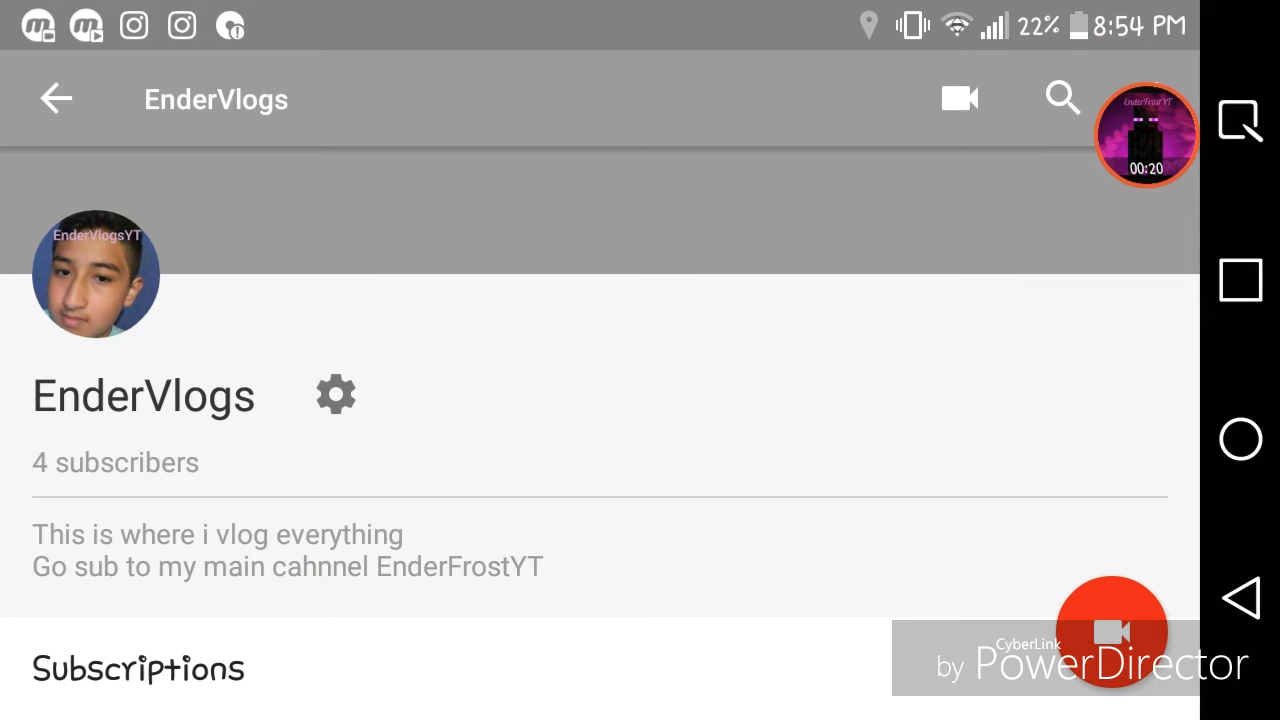 22% 8:54 PM
EnderVlogs
EnderFrostYT
00:20
EnderVlogsYT
EnderVlogs
4 subscribers
This is where i vlog everything
Go sub to my main cahnnel EnderFrostYT
Subscriptions
CyberLink
by PowerDirector